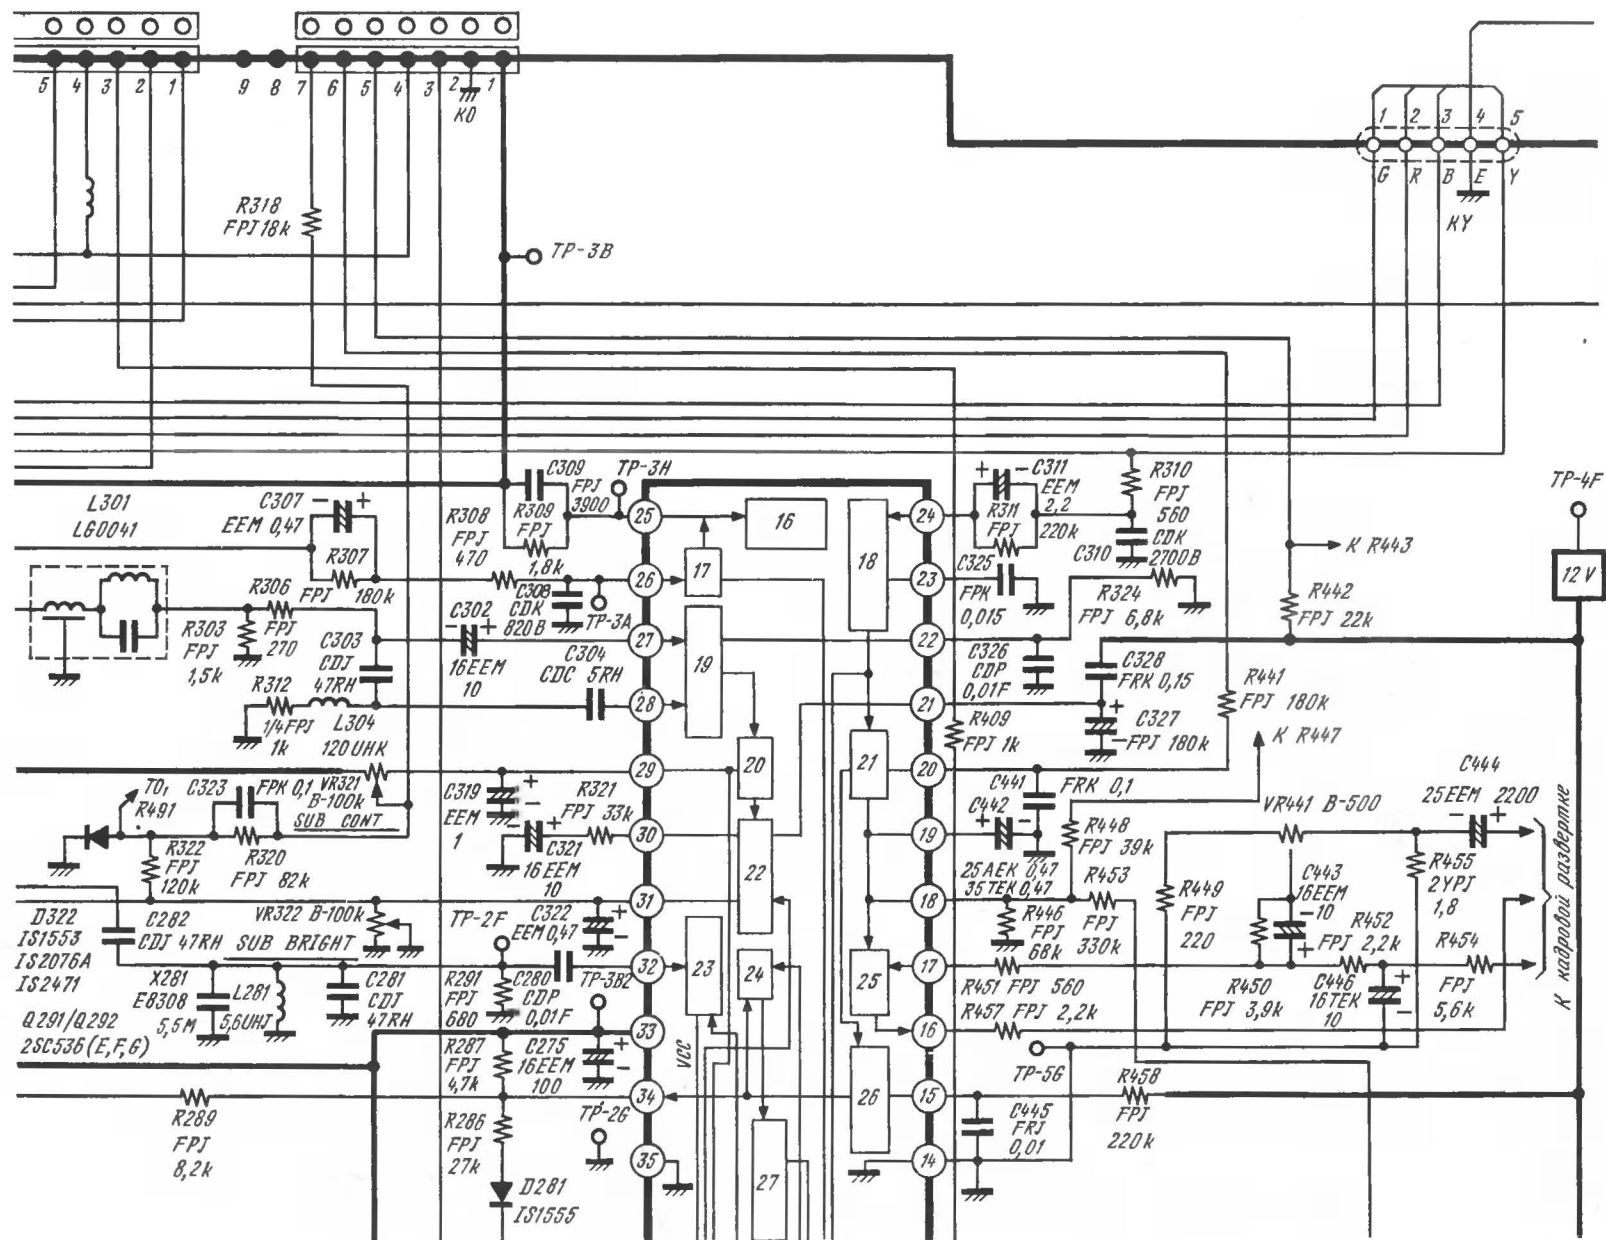 5 4 3 2 1 9 8 7 6 5 4 3 2 1
KD
1 2 3 4 5
G R B E Y
KY
R318
FPJ 18k
TP-3B
L301
LG0041
C307
EEM 0,47
- +
R307
FPJ 180k
R306
FPJ
270
R303
FPJ
1,5k
C303
CDJ
47RH
R312
1/4FPJ
1k
L304
120UHK
R308
FPJ
470
C309
FPJ
3900
R309
FPJ
1,8k
TP-3H
C308
CDK
820B
TP-3A
C302
- +
16EEM
10
C304
CDC 5RH
TO,
R491
C323
FPK 0,1
VR321
B-100k
SUB CONT
R322
FPJ
120k
R320
FPJ 82k
C319
EEM
1
+
-
R321
FPJ
33k
- +
C321
16EEM
10
D322
IS1553
IS2076A
IS2471
C282
CDJ 47RH
VR322 B-100k
SUB BRIGHT
TP-2F
C322
EEM 0,47
+
-
X281
E8308
5,5M
L281
5,6UHJ
C281
CDJ
47RH
R291
FPJ
680
C280
CDP
0,01F
TP-3B2
Q291/Q292
2SC536(E,F,G)
R287
FPJ
4,7k
C275
16EEM
100
+
-
R289
FPJ
8,2k
R286
FPJ
27k
TP-2G
D281
IS1555
25
26
27
28
29
30
31
32
33
34
35
16
17
18
19
20
21
22
23
24
25
26
27
VCC
24
23
22
21
20
19
18
17
16
15
14
+ -
C311
EEM
2,2
R311
FPJ
220k
R310
FPJ
560
C310
CDK
2700B
C325
FPK
0,015
R324
FPJ 6,8k
К R443
R442
FPJ 22k
TP-4F
12 V
C326
CDP
0,01F
C328
FRK 0,15
+
C327
-
FPJ 180k
R441
FPJ 180k
R409
FPJ 1k
К R447
C441
FRK 0,1
C442
+ -
25AEK 0,47
35TEK 0,47
R448
FPJ 39k
R453
FPJ
330k
R446
FPJ
68k
VR441 B-500
C444
25EEM 2200
- +
R449
FPJ
220
C443
16EEM
10
-
+
R455
2YPJ
1,8
R452
FPJ 2,2k
R454
FPJ
5,6k
R450
FPJ 3,9k
C446
16TEK
10
+
-
R451 FPJ 560
R457 FPJ 2,2k
К кадровой развертке
TP-5G
R458
FPJ
220k
C445
FRJ
0,01